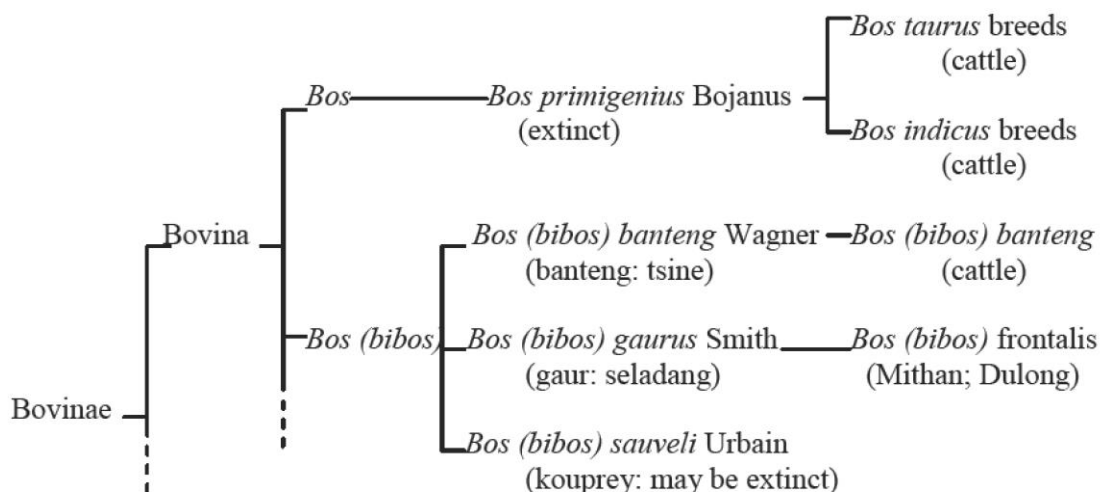 Bos taurus breeds
(cattle)
Bos
Bos primigenius Bojanus
(extinct)
Bos indicus breeds
(cattle)
Bovina
Bos (bibos) banteng Wagner
(banteng: tsine)
Bos (bibos) banteng
(cattle)
Bos (bibos)
Bos (bibos) gaurus Smith
(gaur: seladang)
Bos (bibos) frontalis
(Mithan; Dulong)
Bovinae
Bos (bibos) sauveli Urbain
(kouprey: may be extinct)